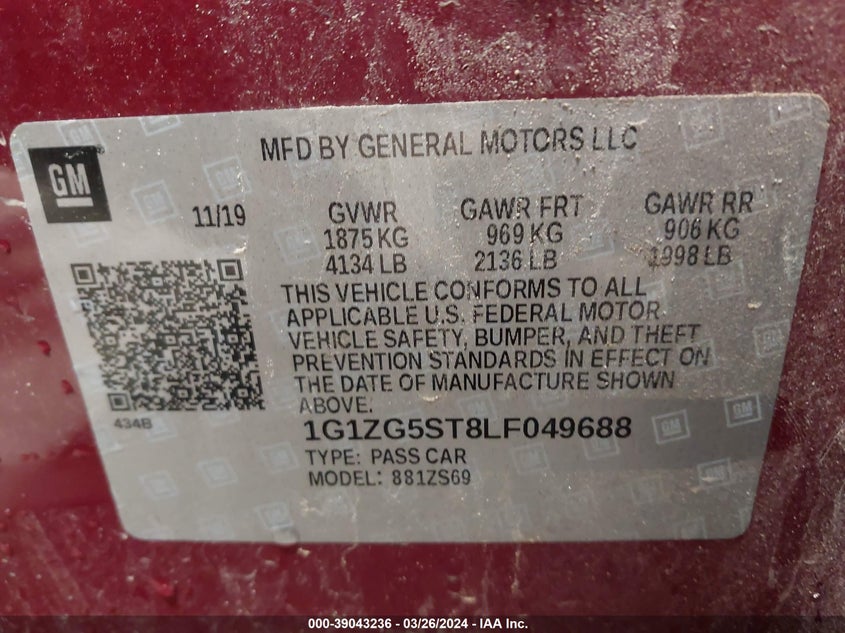 MFD BY GENERAL MOTORS LLC
GM
11/19 GVWR GAWR FRT GAWR RR
1875 KG 969 KG 906 KG
4134 LB 2136 LB 1998 LB
THIS VEHICLE CONFORMS TO ALL
APPLICABLE U.S. FEDERAL MOTOR
VEHICLE SAFETY, BUMPER, AND THEFT
PREVENTION STANDARDS IN EFFECT ON
THE DATE OF MANUFACTURE SHOWN
ABOVE.
434B
1G1ZG5ST8LF049688
TYPE: PASS CAR
MODEL: 881ZS69
000-39043236 - 03/26/2024 - IAA Inc.